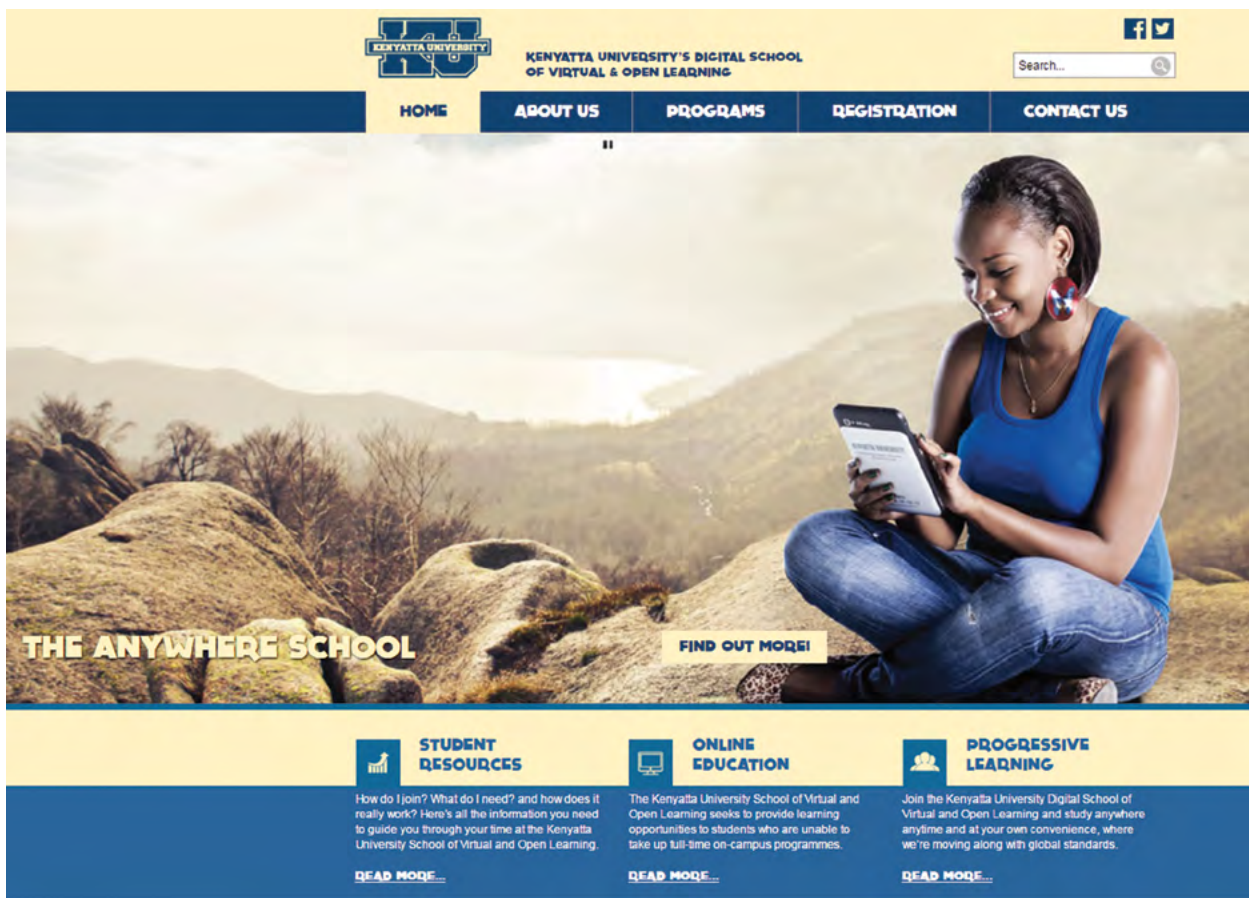 KENYATTA UNIVERSITY
KU
KENYATTA UNIVERSITY'S DIGITAL SCHOOL
OF VIRTUAL & OPEN LEARNING
Search...
HOME
ABOUT US
PROGRAMS
REGISTRATION
CONTACT US
KENYATTA UNIVERSITY
THE ANYWHERE SCHOOL
FIND OUT MORE!
STUDENT
RESOURCES
How do I join? What do I need? and how does it
really work? Here's all the information you need
to guide you through your time at the Kenyatta
University School of Virtual and Open Learning.
READ MORE...
ONLINE
EDUCATION
The Kenyatta University School of Virtual and
Open Learning seeks to provide learning
opportunities to students who are unable to
take up full-time on-campus programmes.
READ MORE...
PROGRESSIVE
LEARNING
Join the Kenyatta University Digital School of
Virtual and Open Learning and study anywhere
anytime and at your own convenience, where
we're moving along with global standards.
READ MORE...